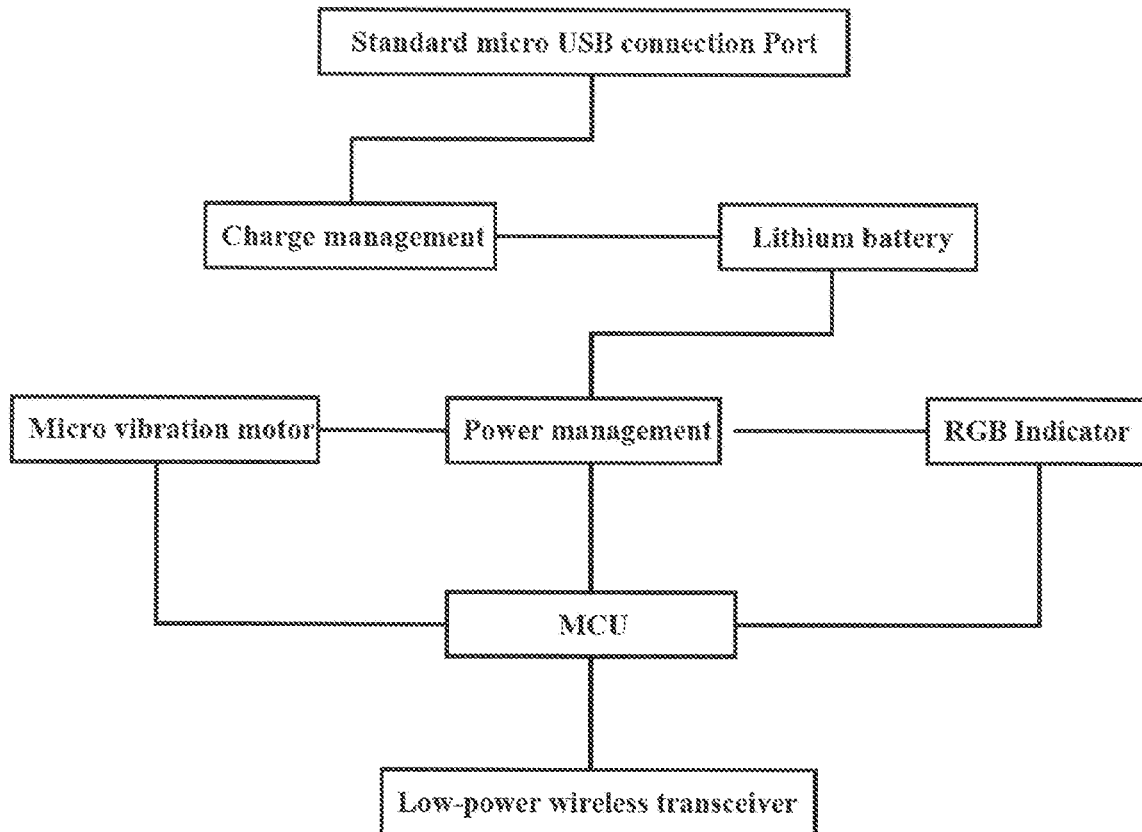 Standard micro USB connection Port
Charge management
Lithium battery
Micro vibration motor
Power management
RGB Indicator
MCU
Low-power wireless transceiver